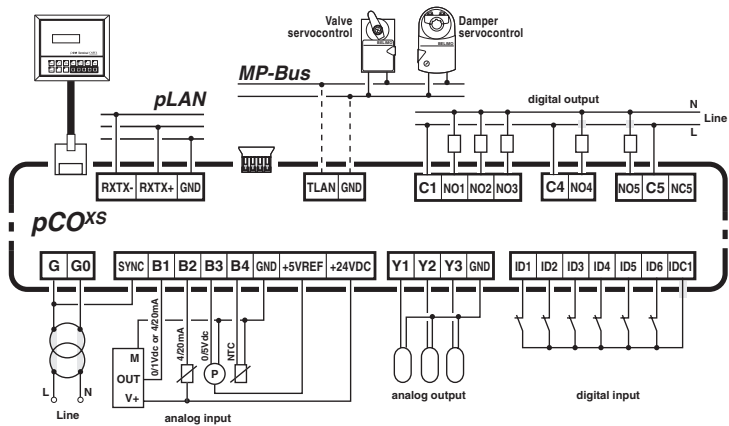 Valve
servocontrol
Damper
servocontrol
BELIMO
BELIMO
MP-Bus
pLAN
digital output
N
Line
L
RXTX- RXTX+ GND
TLAN GND
C1 NO1 NO2 NO3
C4 NO4
NO5 C5 NC5
pCOXS
G G0
SYNC B1 B2 B3 B4 GND +5VREF +24VDC
Y1 Y2 Y3 GND
ID1 ID2 ID3 ID4 ID5 ID6 IDC1
0/1Vdc or 4/20mA
4/20mA
0/5Vdc
NTC
M
OUT
V+
P
L N
Line
analog input
analog output
digital input